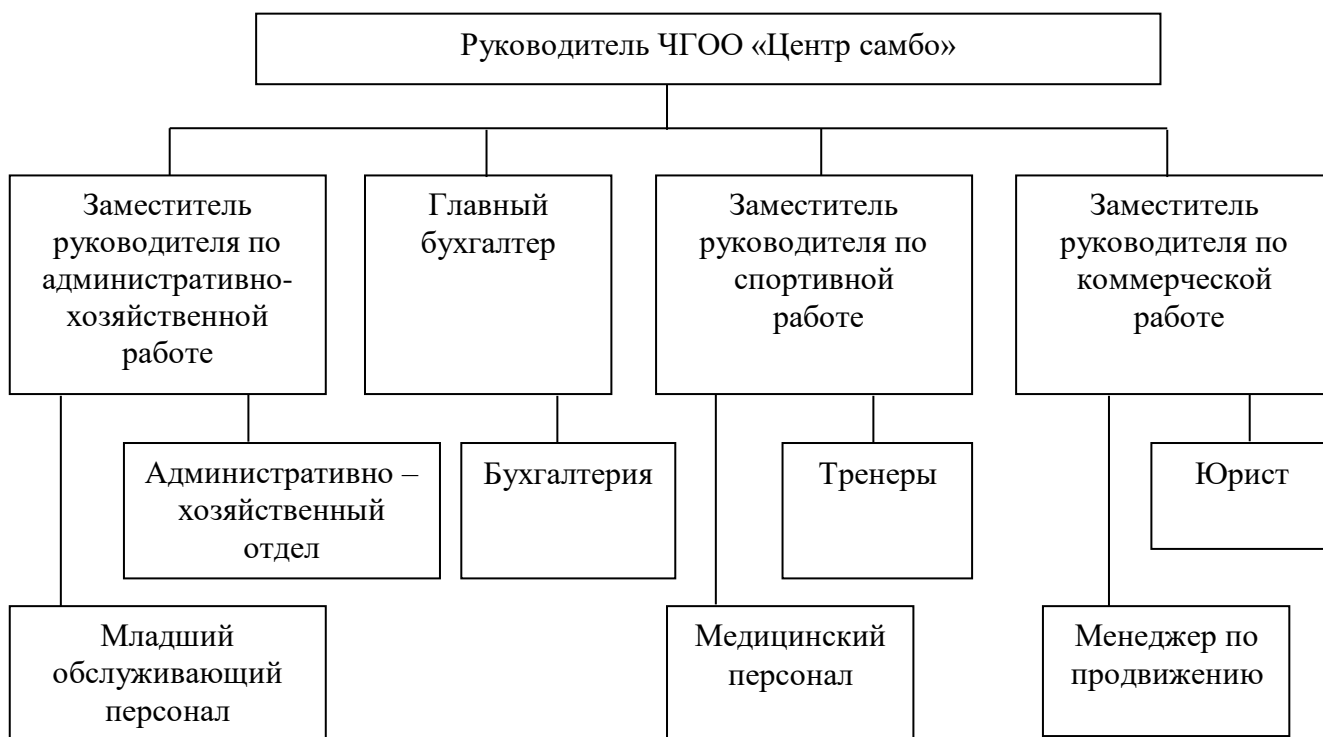 Руководитель ЧГОО «Центр самбо»
Заместитель
руководителя по
административно-
хозяйственной
работе
Главный
бухгалтер
Заместитель
руководителя по
спортивной
работе
Заместитель
руководителя по
коммерческой
работе
Административно –
хозяйственный
отдел
Бухгалтерия
Тренеры
Юрист
Младший
обслуживающий
персонал
Медицинский
персонал
Менеджер по
продвижению